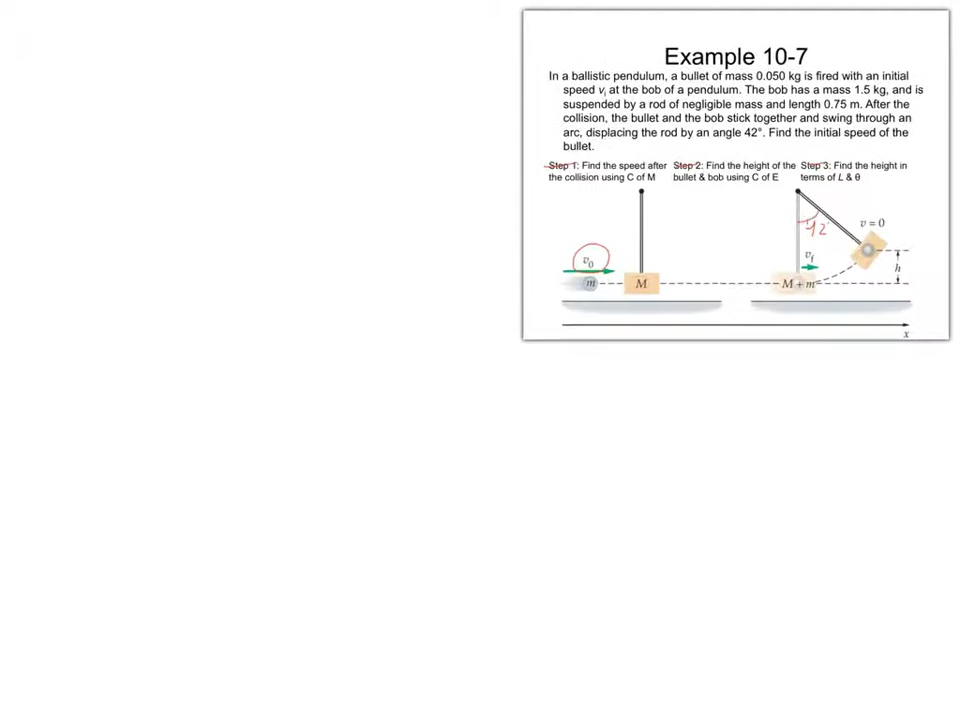 Example 10-7
In a ballistic pendulum, a bullet of mass 0.050 kg is fired with an initial
speed vi at the bob of a pendulum. The bob has a mass 1.5 kg, and is
suspended by a rod of negligible mass and length 0.75 m. After the
collision, the bullet and the bob stick together and swing through an
arc, displacing the rod by an angle 42°. Find the initial speed of the
bullet.
Step 1: Find the speed after
the collision using C of M
Step 2: Find the height of the
bullet & bob using C of E
Step 3: Find the height in
terms of L & θ
42
v = 0
v0
vf
h
m
M
M + m
x